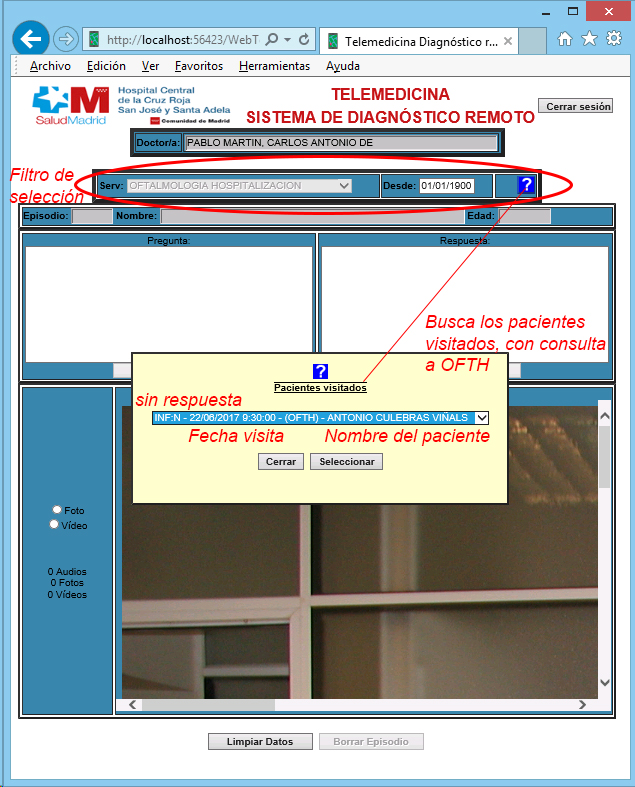 http://localhost:56423/WebT
Telemedicina Diagnóstico r...
Archivo Edición Ver Favoritos Herramientas Ayuda
SaludMadrid
Hospital Central
de la Cruz Roja
San José y Santa Adela
Comunidad de Madrid
TELEMEDICINA
SISTEMA DE DIAGNÓSTICO REMOTO
Cerrar sesión
Doctor/a: PABLO MARTIN, CARLOS ANTONIO DE
Filtro de
selección
Serv: OFTALMOLOGIA HOSPITALIZACION Desde: 01/01/1900 ?
Episodio: Nombre: Edad:
Pregunta: Respuesta:
Busca los pacientes
visitados, con consulta
a OFTH
?
Pacientes visitados
sin respuesta
INF:N - 22/06/2017 9:30:00 - (OFTH) - ANTONIO CULEBRAS VIÑALS
Fecha visita Nombre del paciente
Cerrar Seleccionar
Foto
Vídeo
0 Audios
0 Fotos
0 Vídeos
Limpiar Datos Borrar Episodio